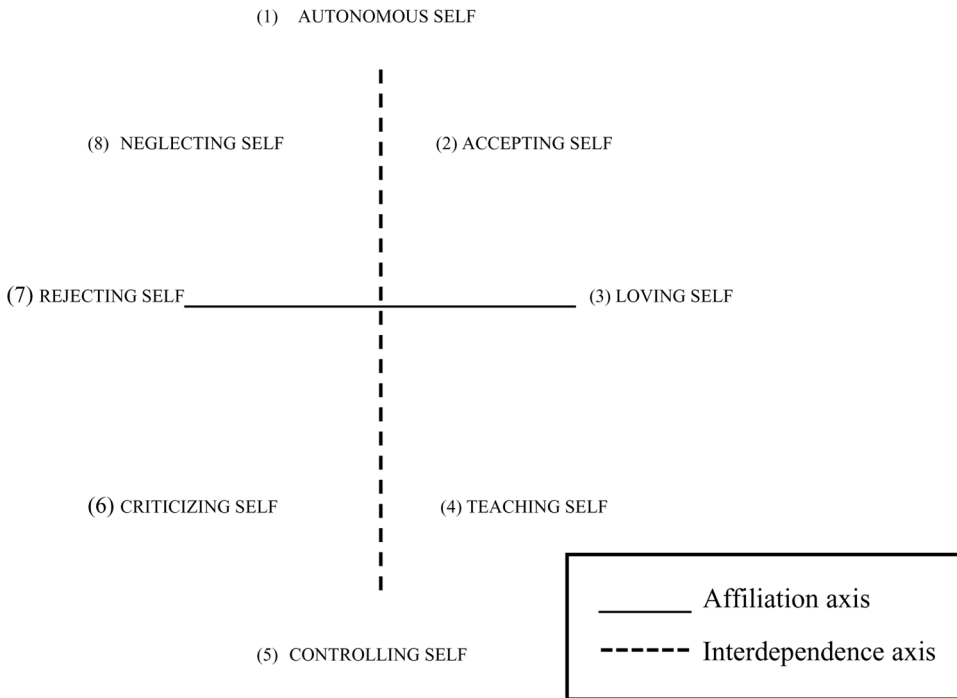 (1) AUTONOMOUS SELF
(8) NEGLECTING SELF
(2) ACCEPTING SELF
(7) REJECTING SELF
(3) LOVING SELF
(6) CRITICIZING SELF
(4) TEACHING SELF
(5) CONTROLLING SELF
Affiliation axis
Interdependence axis